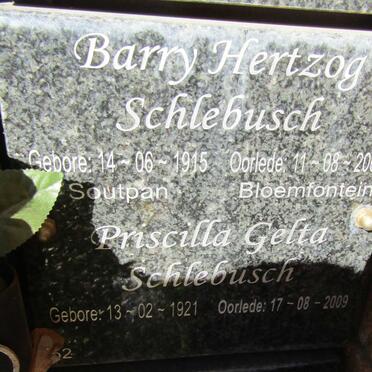 Barry Hertzog
Schlebusch
Gebore: 14 ~ 06 ~ 1915 Oorlede: 11 ~ 08 ~
Soutpan Bloemfontein
Priscilla Gelta
Schlebusch
Gebore: 13 ~ 02 ~ 1921 Oorlede: 17 ~ 08 ~ 2009
52